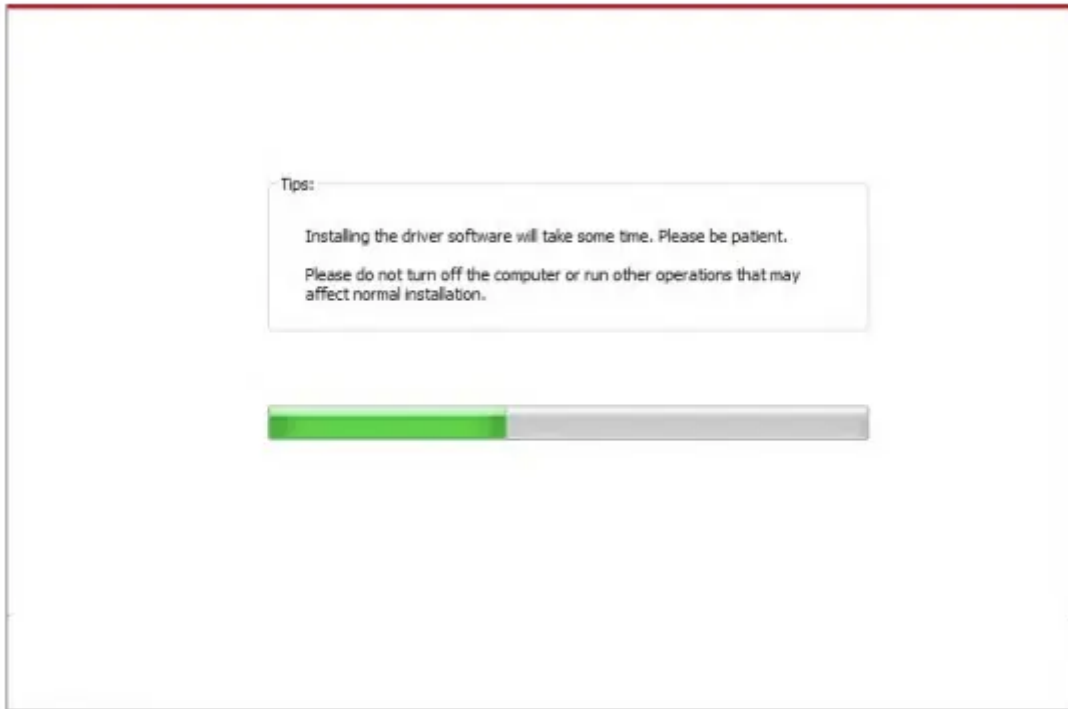 Tips:
Installing the driver software will take some time. Please be patient.
Please do not turn off the computer or run other operations that may
affect normal installation.